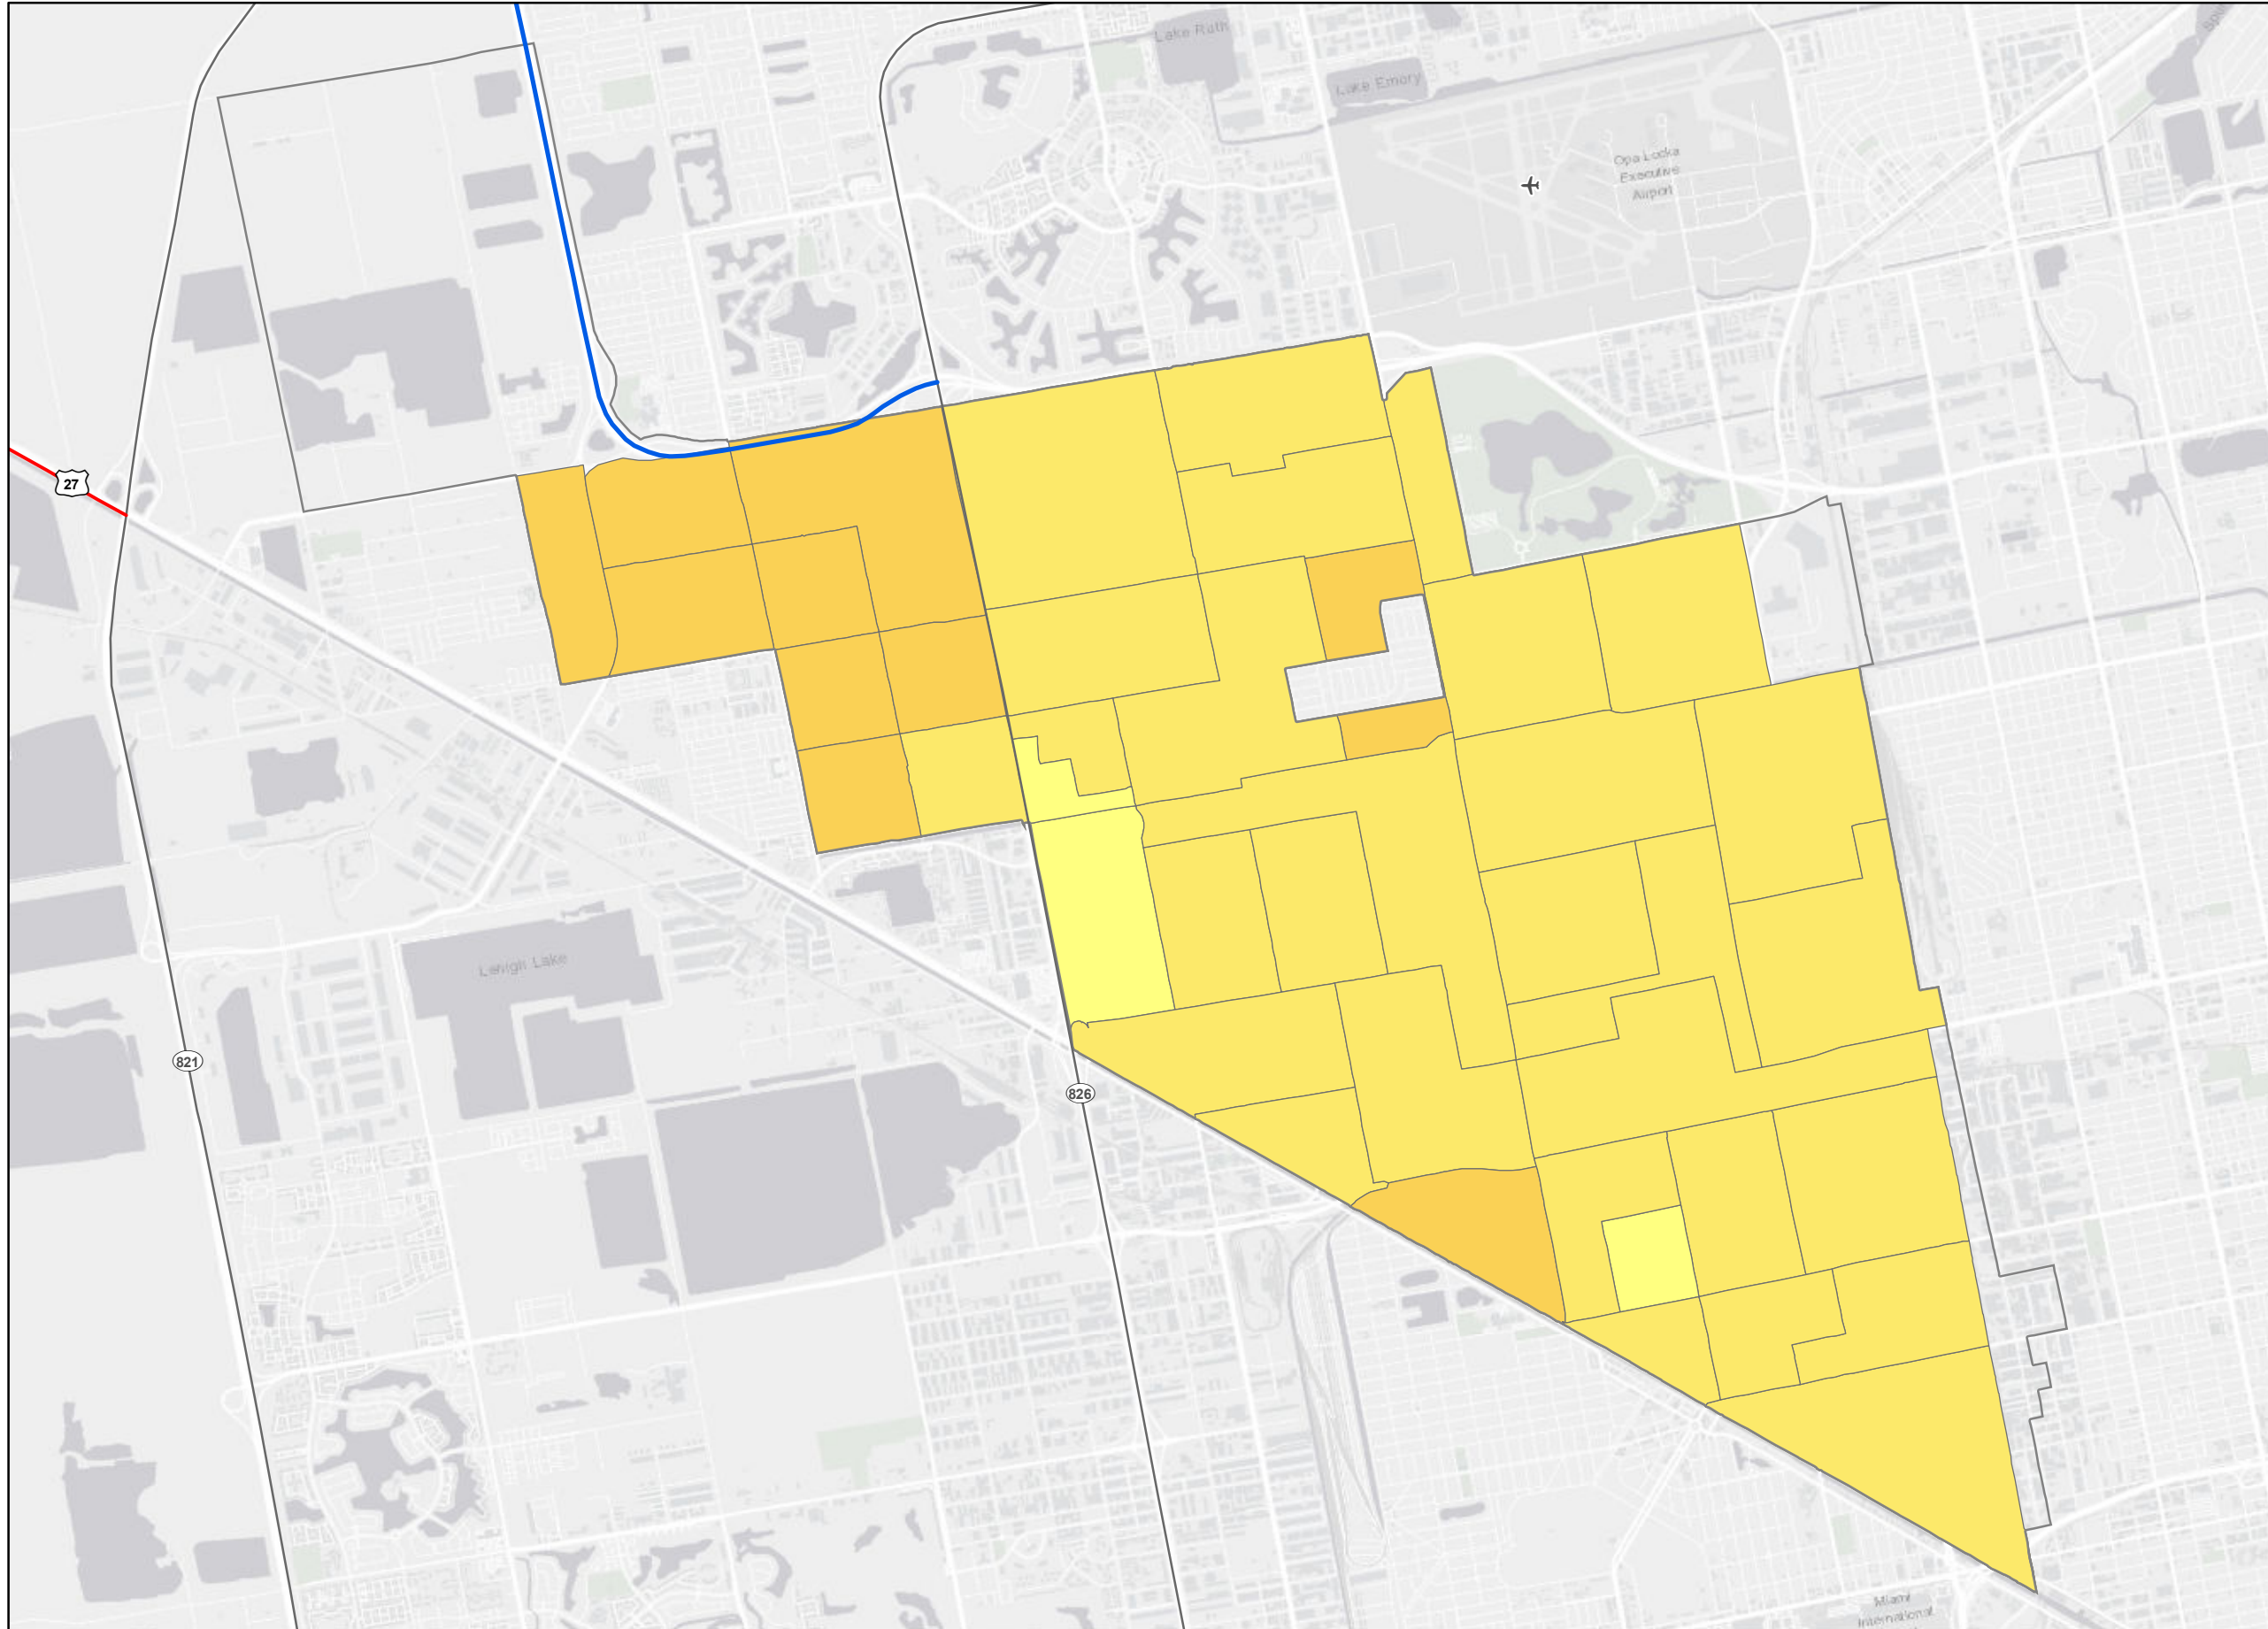 Lake Ruth
Lake Emory
Opa Locka
Executive
Airport
27
Lehigh Lake
821
826
Miami
International